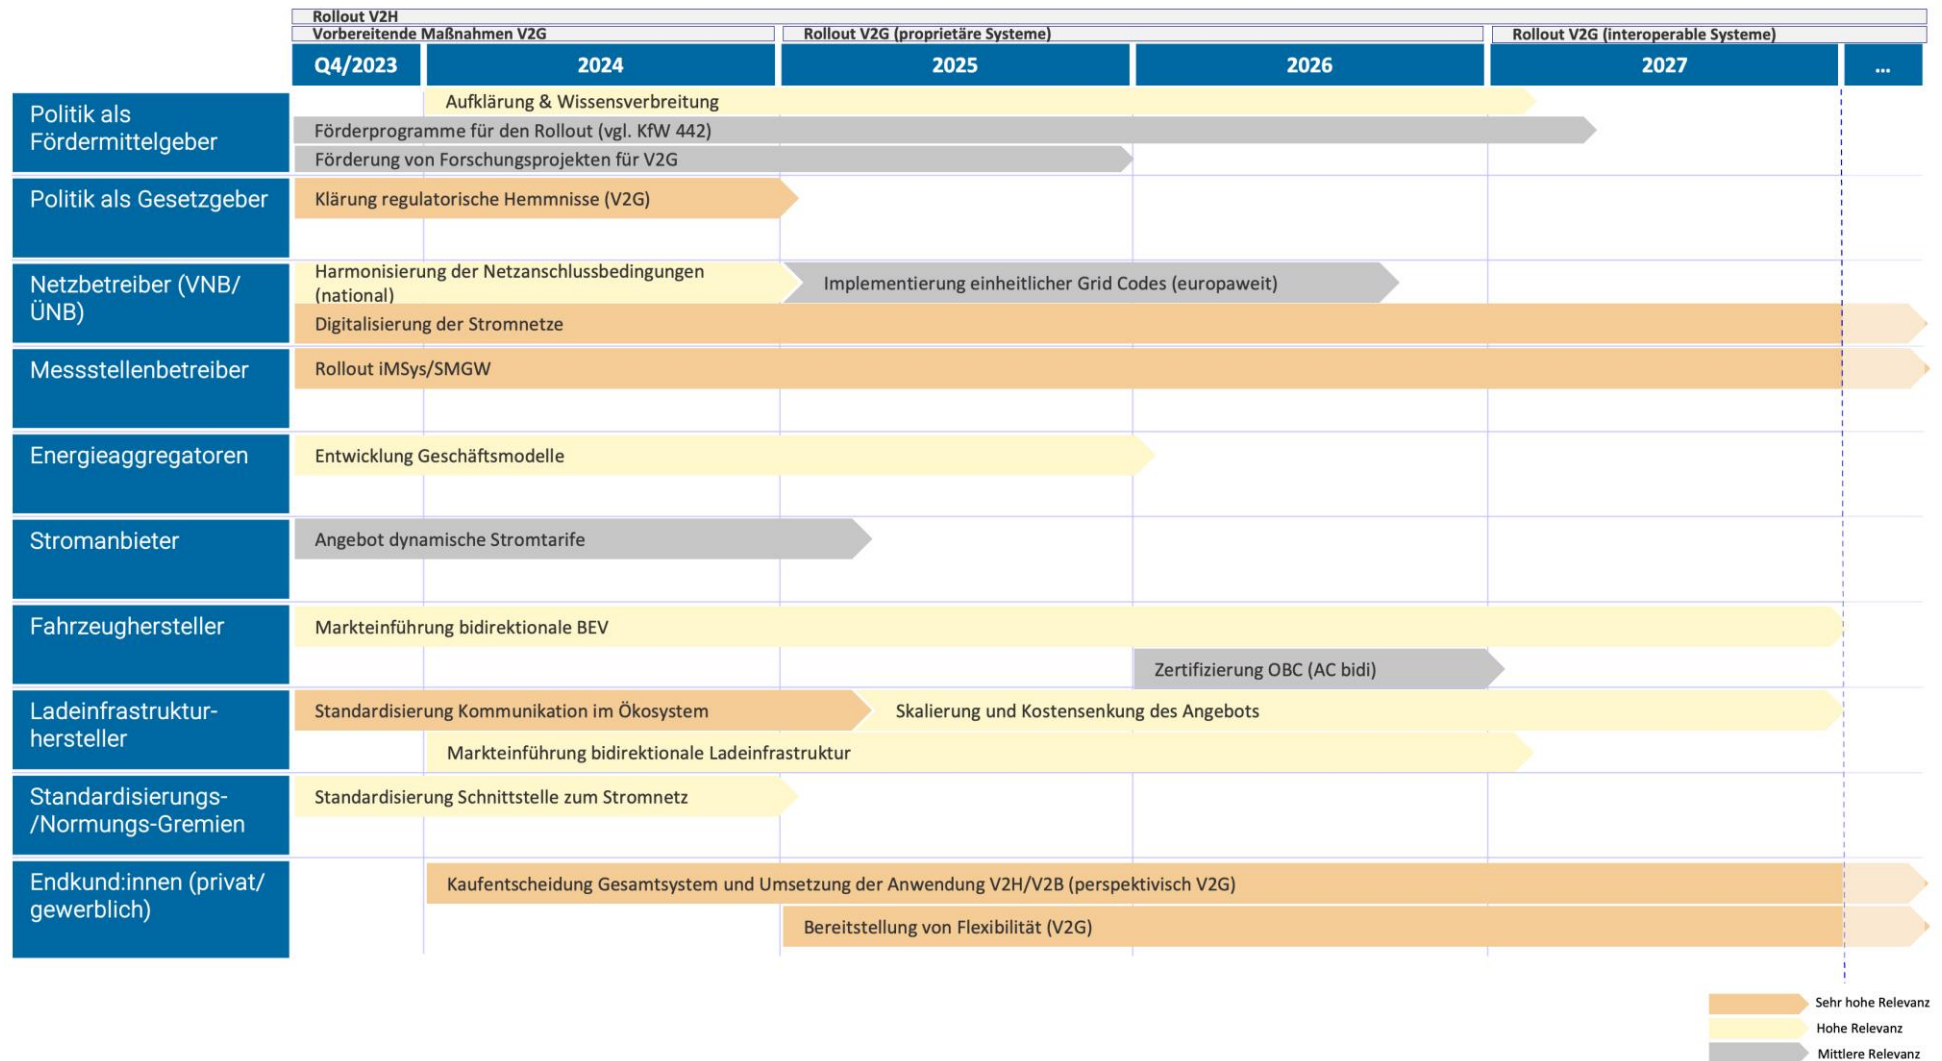 Rollout V2H
Vorbereitende Maßnahmen V2G
Rollout V2G (proprietäre Systeme)
Rollout V2G (interoperable Systeme)
Q4/2023
2024
2025
2026
2027
...
Politik als
Fördermittelgeber
Aufklärung & Wissensverbreitung
Förderprogramme für den Rollout (vgl. KfW 442)
Förderung von Forschungsprojekten für V2G
Politik als Gesetzgeber
Klärung regulatorische Hemmnisse (V2G)
Netzbetreiber (VNB/
ÜNB)
Harmonisierung der Netzanschlussbedingungen
(national)
Implementierung einheitlicher Grid Codes (europaweit)
Digitalisierung der Stromnetze
Messstellenbetreiber
Rollout iMSys/SMGW
Energieaggregatoren
Entwicklung Geschäftsmodelle
Stromanbieter
Angebot dynamische Stromtarife
Fahrzeughersteller
Markteinführung bidirektionale BEV
Zertifizierung OBC (AC bidi)
Ladeinfrastruktur-
hersteller
Standardisierung Kommunikation im Ökosystem
Skalierung und Kostensenkung des Angebots
Markteinführung bidirektionale Ladeinfrastruktur
Standardisierungs-
/Normungs-Gremien
Standardisierung Schnittstelle zum Stromnetz
Endkund:innen (privat/
gewerblich)
Kaufentscheidung Gesamtsystem und Umsetzung der Anwendung V2H/V2B (perspektivisch V2G)
Bereitstellung von Flexibilität (V2G)
Sehr hohe Relevanz
Hohe Relevanz
Mittlere Relevanz